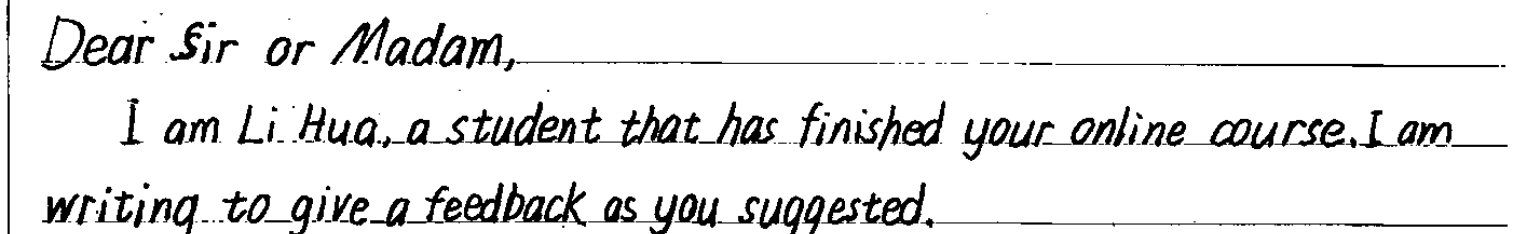 Dear Sir or Madam,
I am Li Hua, a student that has finished your online course. I am
writing to give a feedback as you suggested.